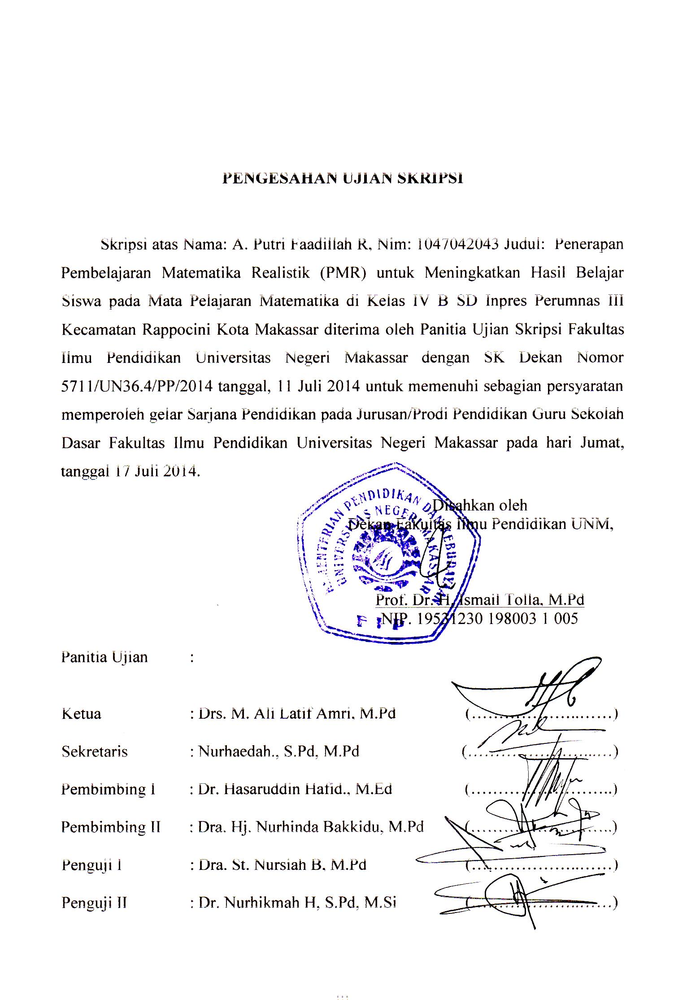 PENGESAHAN UJIAN SKRIPSI
Skripsi atas Nama: A. Putri Faadillah R, Nim: 1047042043 Judul: Penerapan
Pembelajaran Matematika Realistik (PMR) untuk Meningkatkan Hasil Belajar
Siswa pada Mata Pelajaran Matematika di Kelas IV B SD Inpres Perumnas III
Kecamatan Rappocini Kota Makassar diterima oleh Panitia Ujian Skripsi Fakultas
Ilmu Pendidikan Universitas Negeri Makassar dengan SK Dekan Nomor
5711/UN36.4/PP/2014 tanggal, 11 Juli 2014 untuk memenuhi sebagian persyaratan
memperoleh gelar Sarjana Pendidikan pada Jurusan/Prodi Pendidikan Guru Sekolah
Dasar Fakultas Ilmu Pendidikan Universitas Negeri Makassar pada hari Jumat,
tanggal 17 Juli 2014.
Disahkan oleh
Dekan Fakultas Ilmu Pendidikan UNM,
KEMENTERIAN PENDIDIKAN DAN KEBUDAYAAN
UNIVERSITAS NEGERI MAKASSAR
F I P
Prof. Dr. H. Ismail Tolla, M.Pd
NIP. 19531230 198003 1 005
Panitia Ujian :
Ketua : Drs. M. Ali Latif Amri, M.Pd (............................)
Sekretaris : Nurhaedah., S.Pd, M.Pd (............................)
Pembimbing I : Dr. Hasaruddin Hafid., M.Ed (............................)
Pembimbing II : Dra. Hj. Nurhinda Bakkidu, M.Pd (............................)
Penguji I : Dra. St. Nursiah B, M.Pd (............................)
Penguji II : Dr. Nurhikmah H, S.Pd, M.Si (............................)
iii